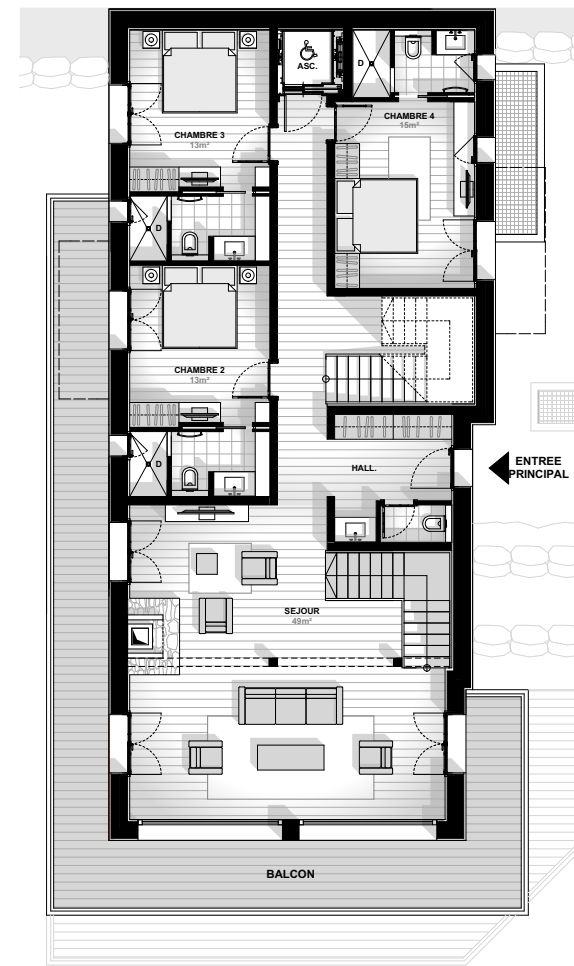 ASC.
D
CHAMBRE 3
13m²
CHAMBRE 4
15m²
D
CHAMBRE 2
13m²
D
HALL.
ENTREE
PRINCIPAL
SEJOUR
49m²
BALCON